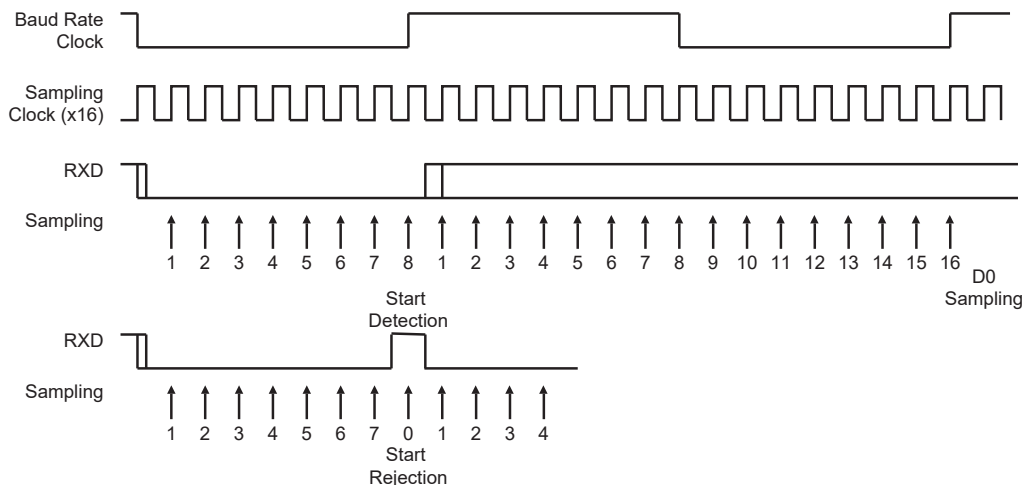 Baud Rate
Clock
Sampling
Clock (x16)
RXD
Sampling
1 2 3 4 5 6 7 8 1 2 3 4 5 6 7 8 9 10 11 12 13 14 15 16
D0
Sampling
Start
Detection
RXD
Sampling
1 2 3 4 5 6 7 0 1 2 3 4
Start
Rejection